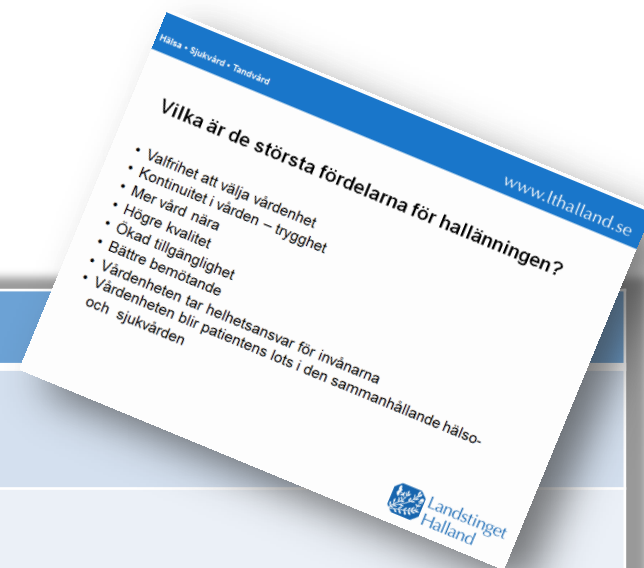 Hälsa • Sjukvård • Tandvård
www.lthalland.se
Vilka är de största fördelarna för hallänningen?
• Valfrihet att välja vårdenhet
• Kontinuitet i vården – trygghet
• Mer vård nära
• Högre kvalitet
• Ökad tillgänglighet
• Bättre bemötande
• Vårdenheten tar helhetsansvar för invånarna
• Vårdenheten blir patientens lots i den sammanhållande hälso-
och sjukvården
Landstinget
Halland